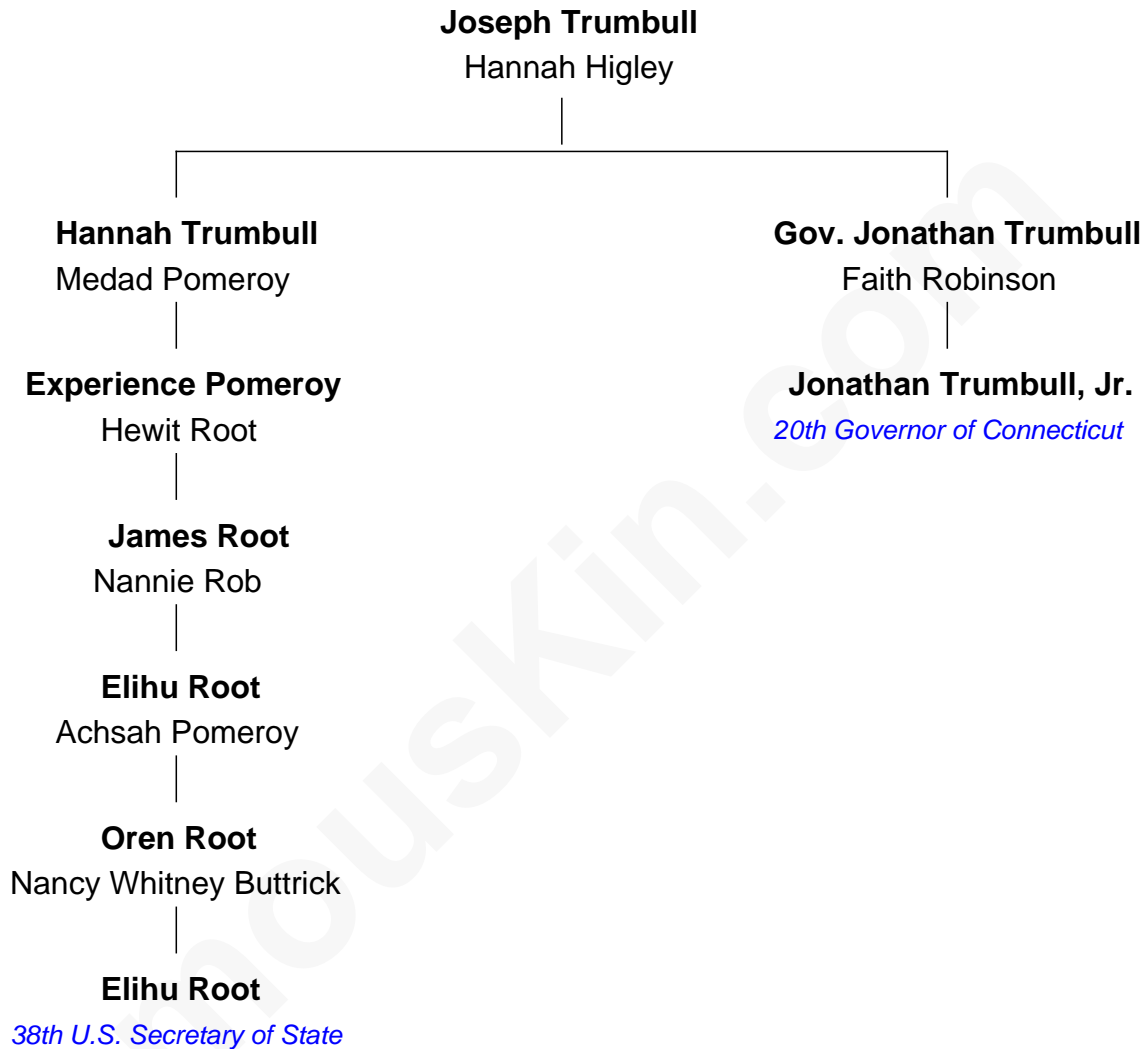 Joseph Trumbull
Hannah Higley
Hannah Trumbull
Medad Pomeroy
Gov. Jonathan Trumbull
Faith Robinson
Experience Pomeroy
Hewit Root
Jonathan Trumbull, Jr.
20th Governor of Connecticut
James Root
Nannie Rob
Elihu Root
Achsah Pomeroy
Oren Root
Nancy Whitney Buttrick
Elihu Root
38th U.S. Secretary of State
mouskin.com